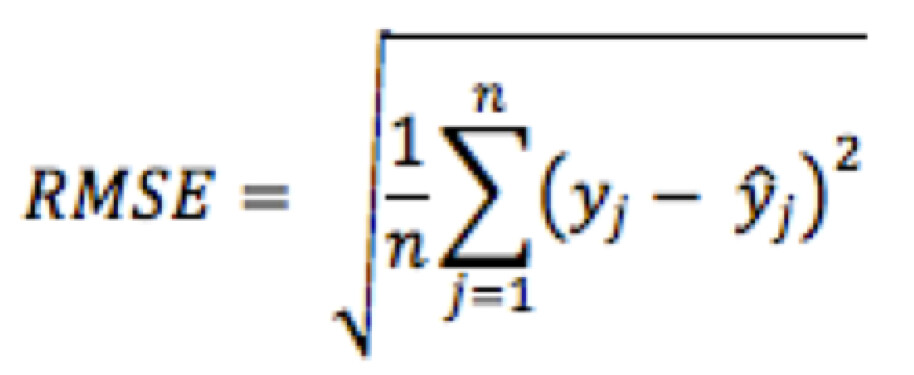 RMSE = √(1/n ∑_{j=1}^{n} (y_j − ŷ_j)²)